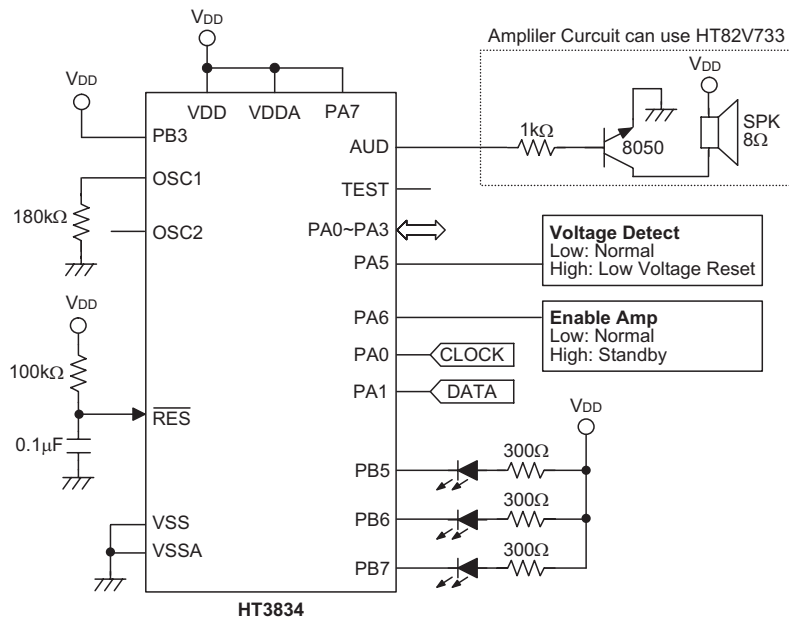 Ampliler Curcuit can use HT82V733
VDD
VDD
VDD
VDD
VDDA
PA7
PB3
AUD
1kΩ
8050
VDD
SPK
8Ω
OSC1
TEST
180kΩ
OSC2
PA0~PA3
PA5
Voltage Detect
Low: Normal
High: Low Voltage Reset
VDD
PA6
Enable Amp
Low: Normal
High: Standby
100kΩ
PA0
CLOCK
PA1
DATA
RES
0.1μF
VDD
PB5
300Ω
PB6
300Ω
PB7
300Ω
VSS
VSSA
HT3834